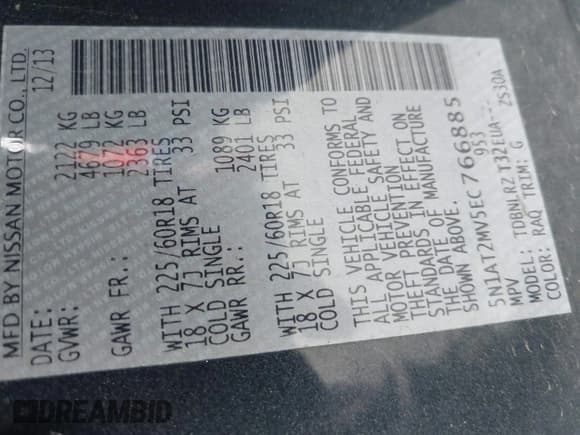 MFD BY NISSAN MOTOR CO., LTD.
DATE: 12/13
GVWR: 2122 KG
4679 LB
GAWR FR.: 1072 KG
2363 LB
WITH 225/60R18 TIRES
18 X 7J RIMS AT 33 PSI
COLD SINGLE
GAWR RR.: 1089 KG
2401 LB
WITH 225/60R18 TIRES
18 X 7J RIMS AT 33 PSI
COLD SINGLE
THIS VEHICLE CONFORMS TO
ALL APPLICABLE FEDERAL
MOTOR VEHICLE SAFETY AND
THEFT PREVENTION
STANDARDS IN EFFECT ON
THE DATE OF MANUFACTURE
SHOWN ABOVE.
5N1AT2MV5EC766885
MPV 953
MODEL: TDBNLRZ T32EUA-- ZS30A
COLOR: RAQ TRIM: G
DREAMBID